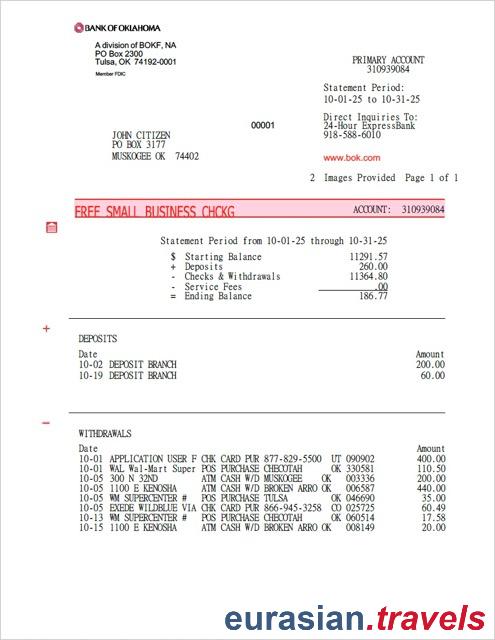 BANK OF OKLAHOMA
A division of BOKF, NA
PO Box 2300
Tulsa, OK 74192-0001
Member FDIC
PRIMARY ACCOUNT
310939084
Statement Period:
10-01-25 to 10-31-25
Direct Inquiries To:
24-Hour ExpressBank
918-588-6010
00001
JOHN CITIZEN
PO BOX 3177
MUSKOGEE OK 74402
www.bok.com
2 Images Provided Page 1 of 1
FREE SMALL BUSINESS CHCKG ACCOUNT: 310939084
Statement Period from 10-01-25 through 10-31-25
$ Starting Balance 11291.57
+ Deposits 260.00
- Checks & Withdrawals 11364.80
- Service Fees .00
= Ending Balance 186.77
+
DEPOSITS
Date Amount
10-02 DEPOSIT BRANCH 200.00
10-19 DEPOSIT BRANCH 60.00
-
WITHDRAWALS
Date Amount
10-01 APPLICATION USER F CHK CARD PUR 877-829-5500 UT 090902 400.00
10-01 WAL Wal-Mart Super POS PURCHASE CHECOTAH OK 330581 110.50
10-05 300 N 32ND ATM CASH W/D MUSKOGEE OK 003336 200.00
10-05 1100 E KENOSHA ATM CASH W/D BROKEN ARRO OK 006587 440.00
10-05 WM SUPERCENTER # POS PURCHASE TULSA OK 046690 35.00
10-05 EXEDE WILDBLUE VIA CHK CARD PUR 866-945-3258 CO 025725 60.49
10-13 WM SUPERCENTER # POS PURCHASE CHECOTAH OK 060514 17.58
10-15 1100 E KENOSHA ATM CASH W/D BROKEN ARRO OK 008149 20.00
eurasian.travels